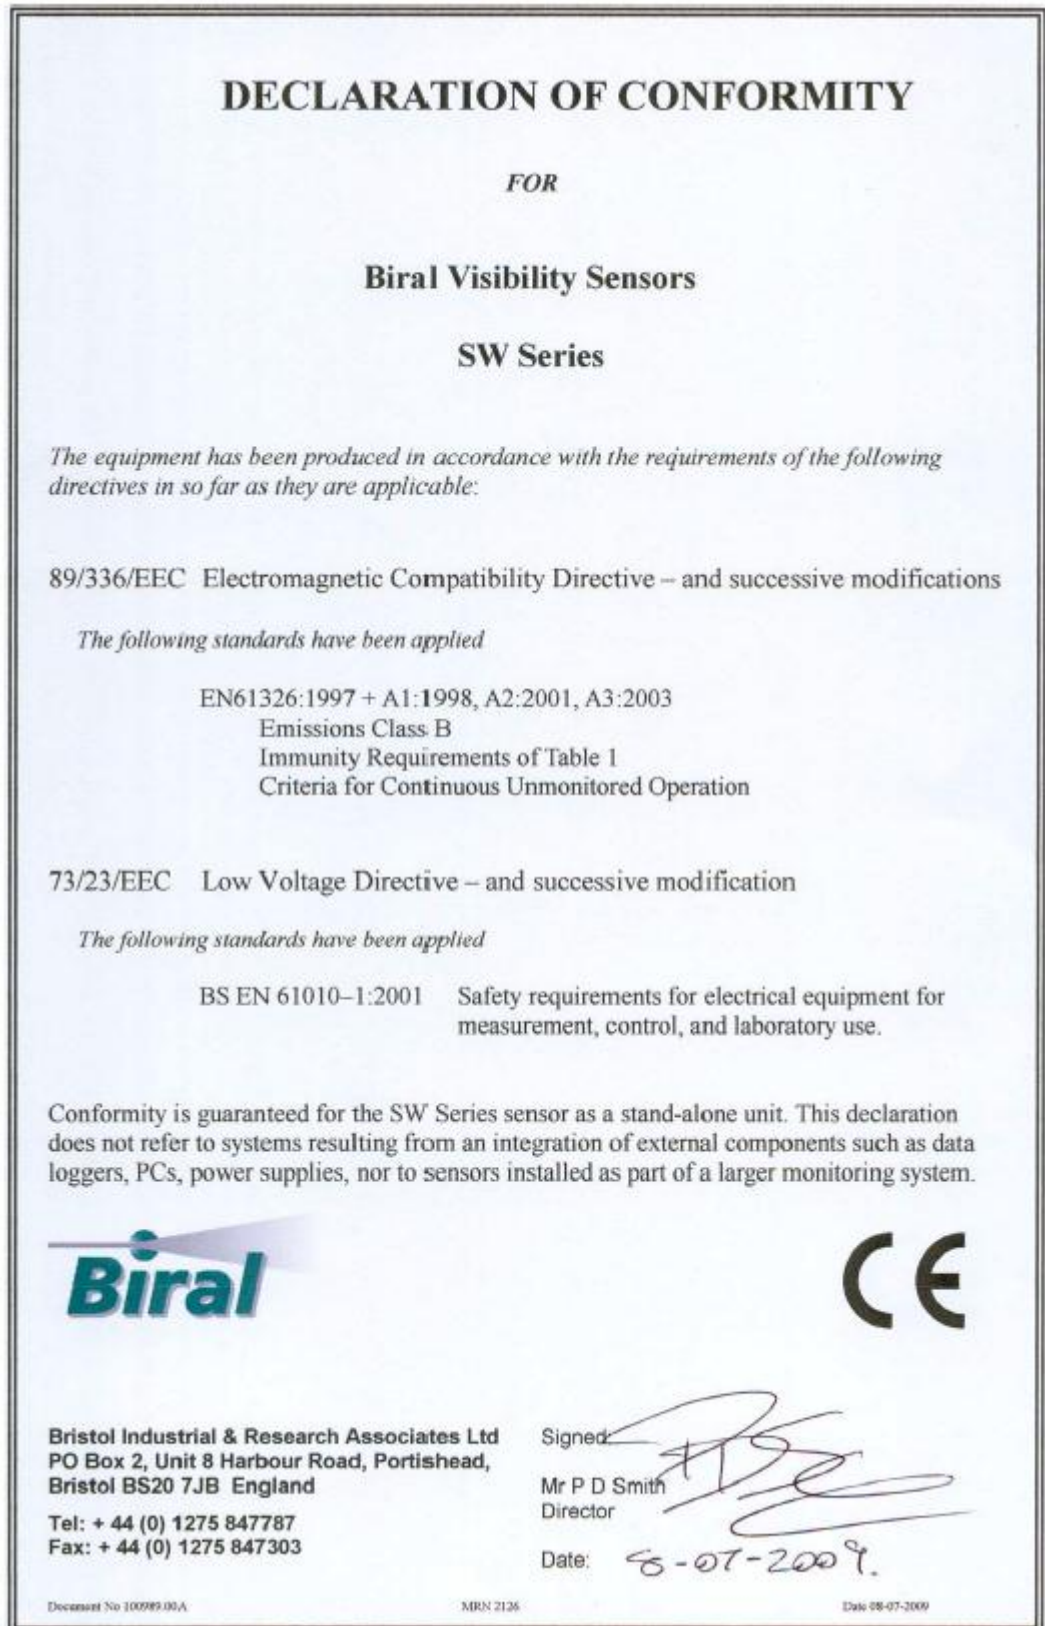 DECLARATION OF CONFORMITY
FOR
Biral Visibility Sensors
SW Series
The equipment has been produced in accordance with the requirements of the following
directives in so far as they are applicable:
89/336/EEC Electromagnetic Compatibility Directive – and successive modifications
The following standards have been applied
EN61326:1997 + A1:1998, A2:2001, A3:2003
Emissions Class B
Immunity Requirements of Table 1
Criteria for Continuous Unmonitored Operation
73/23/EEC Low Voltage Directive – and successive modification
The following standards have been applied
BS EN 61010–1:2001 Safety requirements for electrical equipment for
measurement, control, and laboratory use.
Conformity is guaranteed for the SW Series sensor as a stand-alone unit. This declaration
does not refer to systems resulting from an integration of external components such as data
loggers, PCs, power supplies, nor to sensors installed as part of a larger monitoring system.
Biral
CE
Bristol Industrial & Research Associates Ltd
PO Box 2, Unit 8 Harbour Road, Portishead,
Bristol BS20 7JB England
Tel: + 44 (0) 1275 847787
Fax: + 44 (0) 1275 847303
Signed:
Mr P D Smith
Director
Date: 8-07-2009.
Document No 100989.00A MRN 2126 Date 08-07-2009